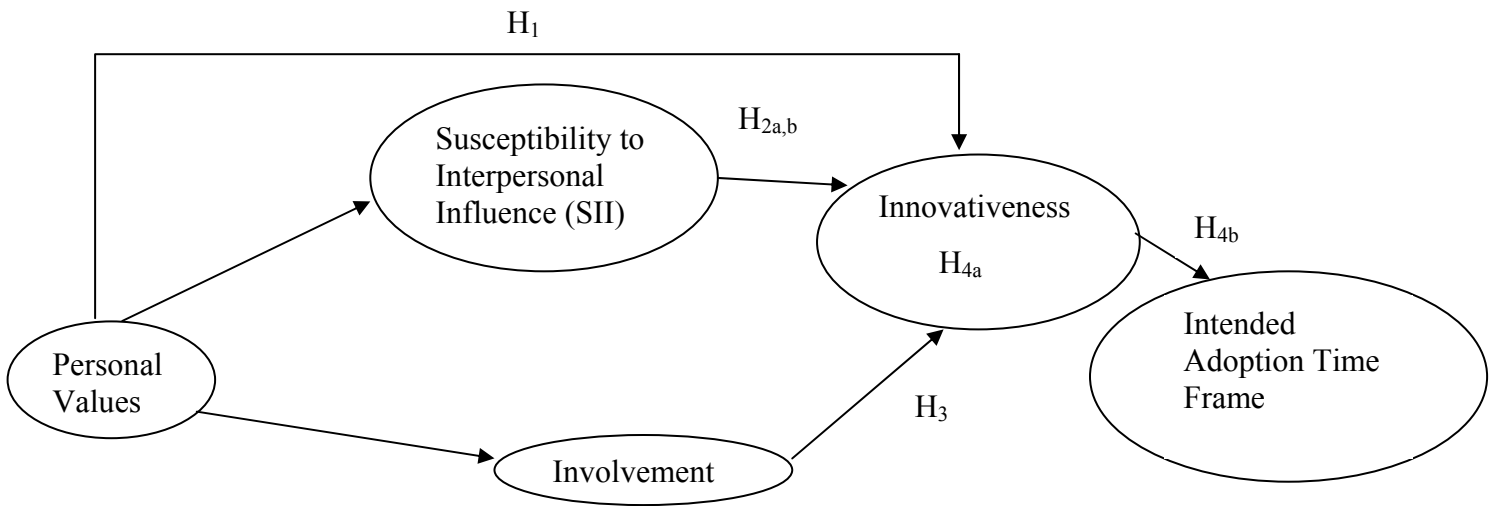 H1
Susceptibility to
Interpersonal
Influence (SII)
H2a,b
Innovativeness
H4a
H4b
Personal
Values
Intended
Adoption Time
Frame
H3
Involvement